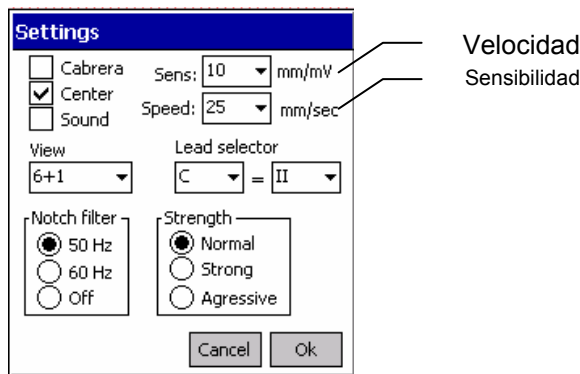 Settings
Cabrera
Center
Sound
Sens: 10 mm/mV
Speed: 25 mm/sec
Velocidad
Sensibilidad
View
6+1
Lead selector
C = II
Notch filter
50 Hz
60 Hz
Off
Strength
Normal
Strong
Agressive
Cancel
Ok